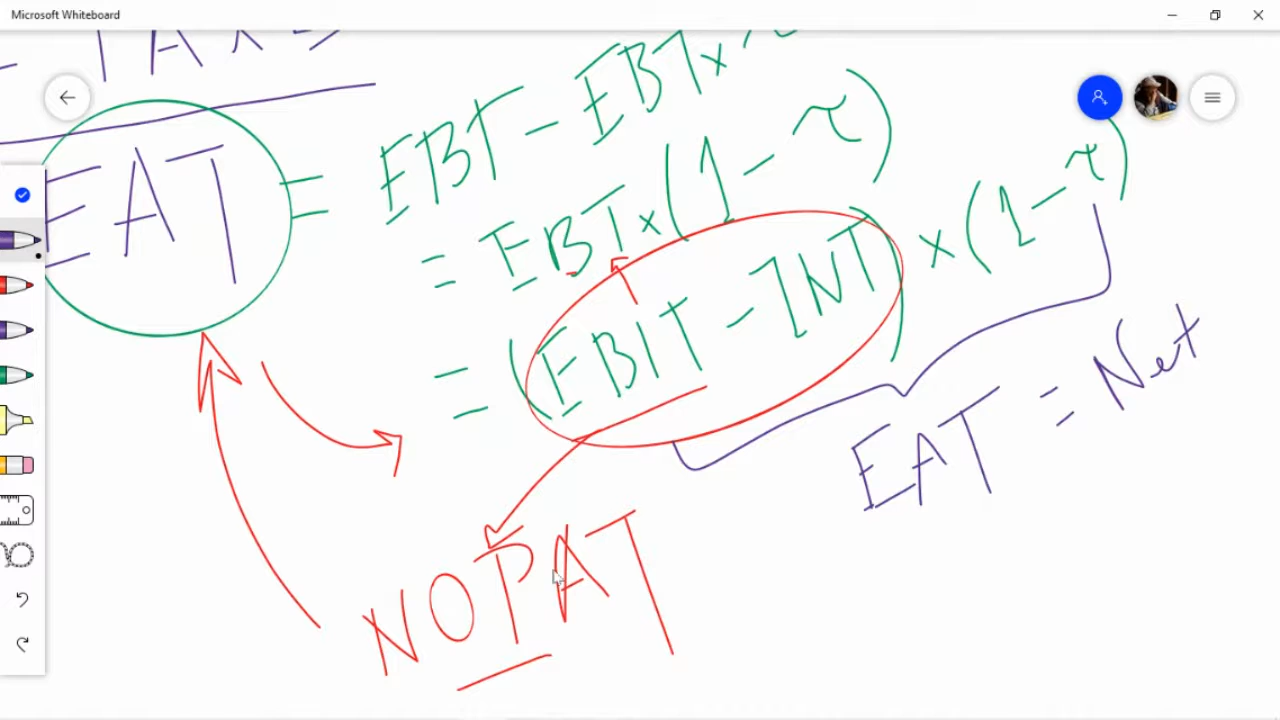 Microsoft Whiteboard
EAT = EBT - EBT × τ
= EBT × (1 - τ)
= (EBIT - INT) × (1 - τ)
EAT = Net
NOPAT